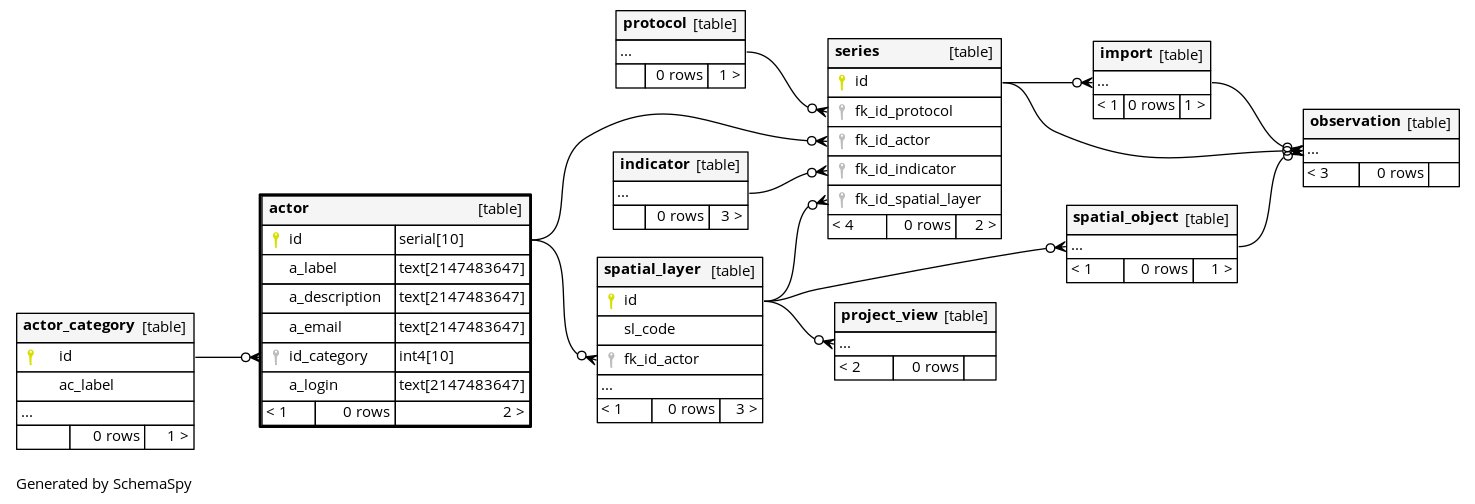 protocol [table]
...
0 rows 1 >
series [table]
id
fk_id_protocol
fk_id_actor
fk_id_indicator
fk_id_spatial_layer
< 4 0 rows 2 >
import [table]
...
< 1 0 rows 1 >
observation [table]
...
< 3 0 rows
indicator [table]
...
0 rows 3 >
actor [table]
id serial[10]
a_label text[2147483647]
a_description text[2147483647]
a_email text[2147483647]
id_category int4[10]
a_login text[2147483647]
< 1 0 rows 2 >
spatial_object [table]
...
< 1 0 rows 1 >
spatial_layer [table]
id
sl_code
fk_id_actor
...
< 1 0 rows 3 >
project_view [table]
...
< 2 0 rows
actor_category [table]
id
ac_label
...
0 rows 1 >
Generated by SchemaSpy